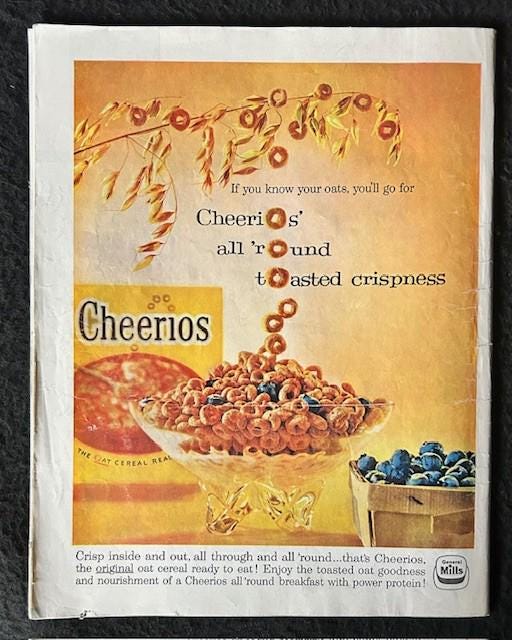 If you know your oats, you'll go for
Cheerios'
all 'round
toasted crispness
Cheerios
THE OAT CEREAL
Crisp inside and out, all through and all 'round...that's Cheerios,
the original oat cereal ready to eat! Enjoy the toasted oat goodness
and nourishment of a Cheerios all 'round breakfast with power protein!
General
Mills